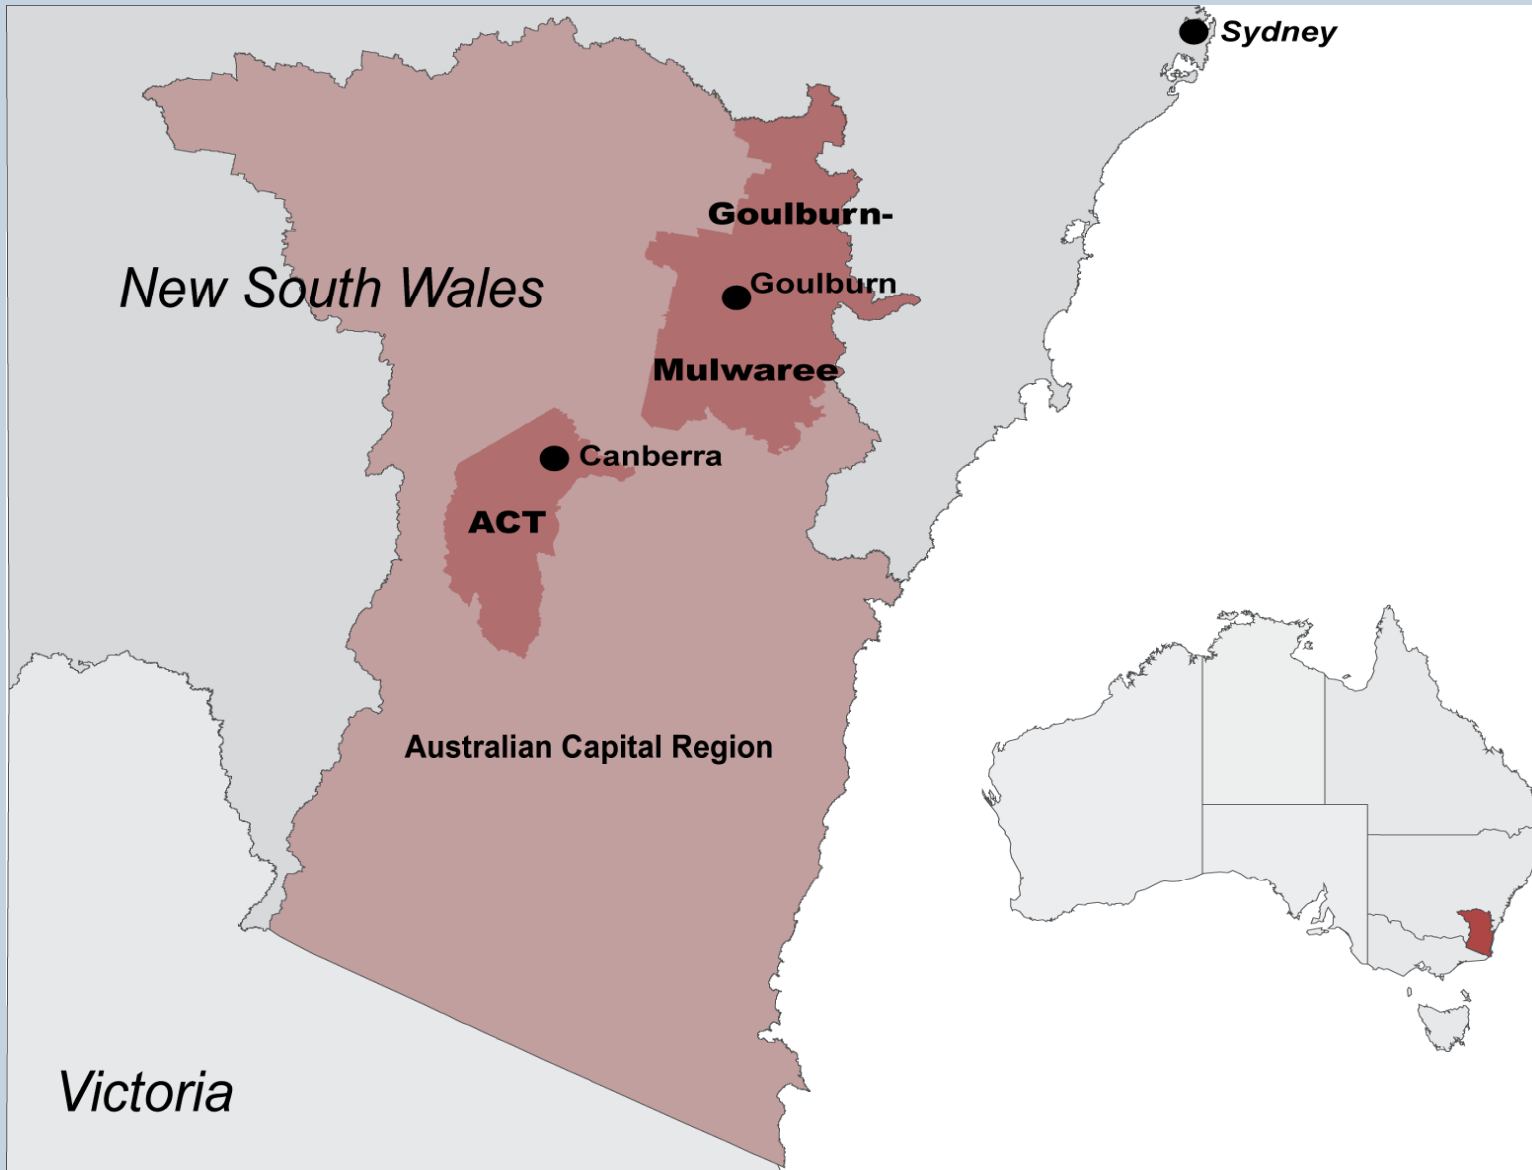 Sydney
Goulburn-
New South Wales
Goulburn
Mulwaree
Canberra
ACT
Australian Capital Region
Victoria